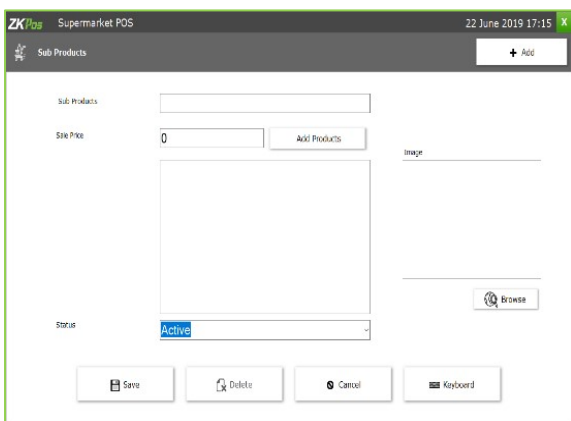 ZKPos Supermarket POS 22 June 2019 17:15 X
Sub Products + Add
Sub Products
Sale Price 0 Add Products
Image
Browse
Status Active
Save Delete Cancel Keyboard